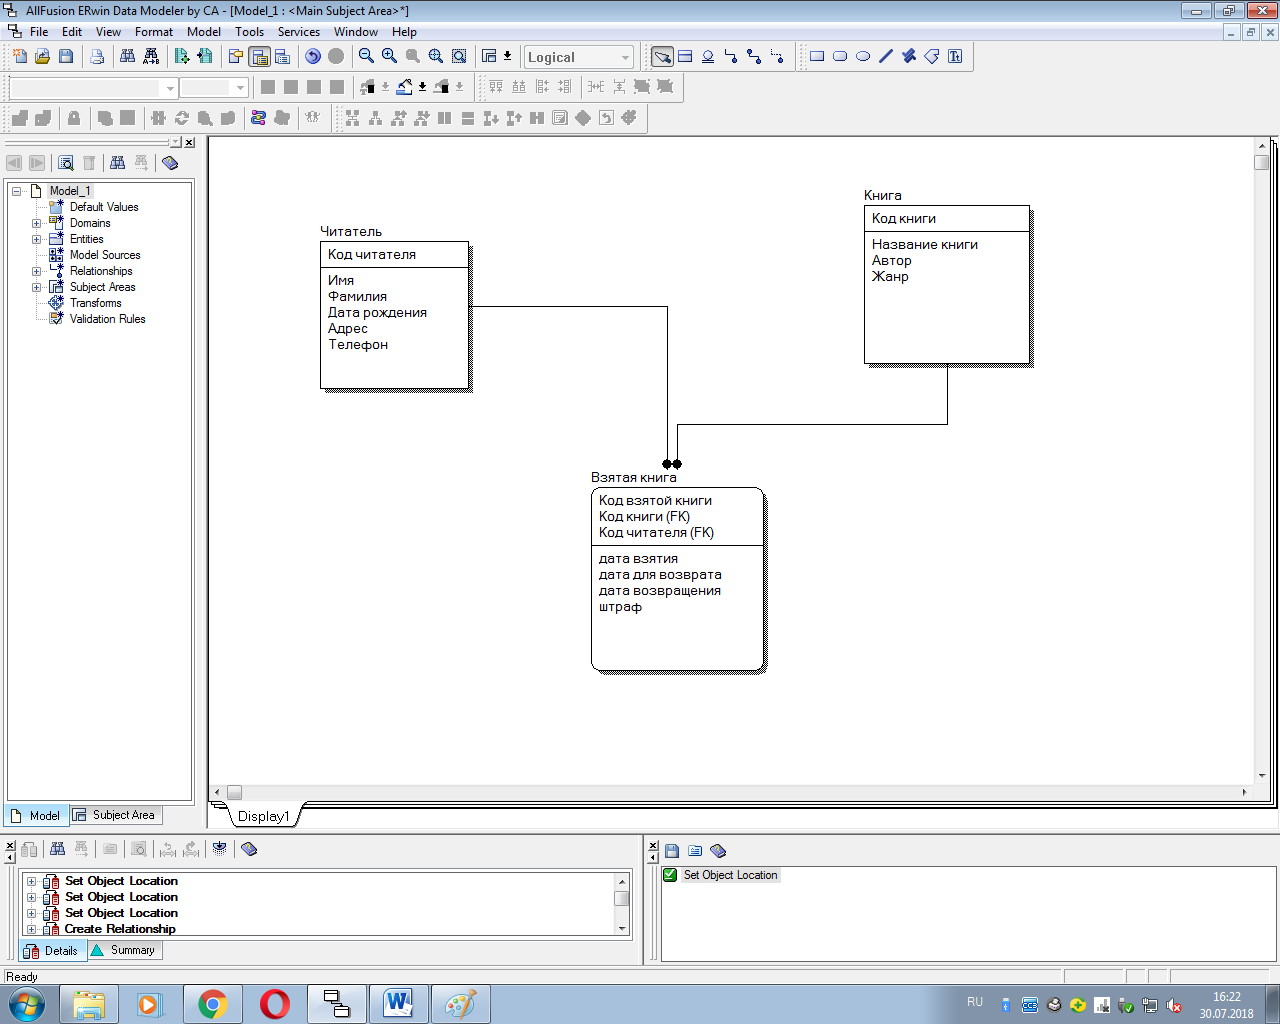 AllFusion ERwin Data Modeler by CA - [Model_1 : <Main Subject Area>*]
File Edit View Format Model Tools Services Window Help
Logical
Model_1
Default Values
Domains
Entities
Model Sources
Relationships
Subject Areas
Transforms
Validation Rules
Model Subject Area
Читатель
Код читателя
Имя
Фамилия
Дата рождения
Адрес
Телефон
Книга
Код книги
Название книги
Автор
Жанр
Взятая книга
Код взятой книги
Код книги (FK)
Код читателя (FK)
дата взятия
дата для возврата
дата возвращения
штраф
Display1
Set Object Location
Set Object Location
Set Object Location
Create Relationship
Details Summary
Set Object Location
Ready
RU
16:22
30.07.2018